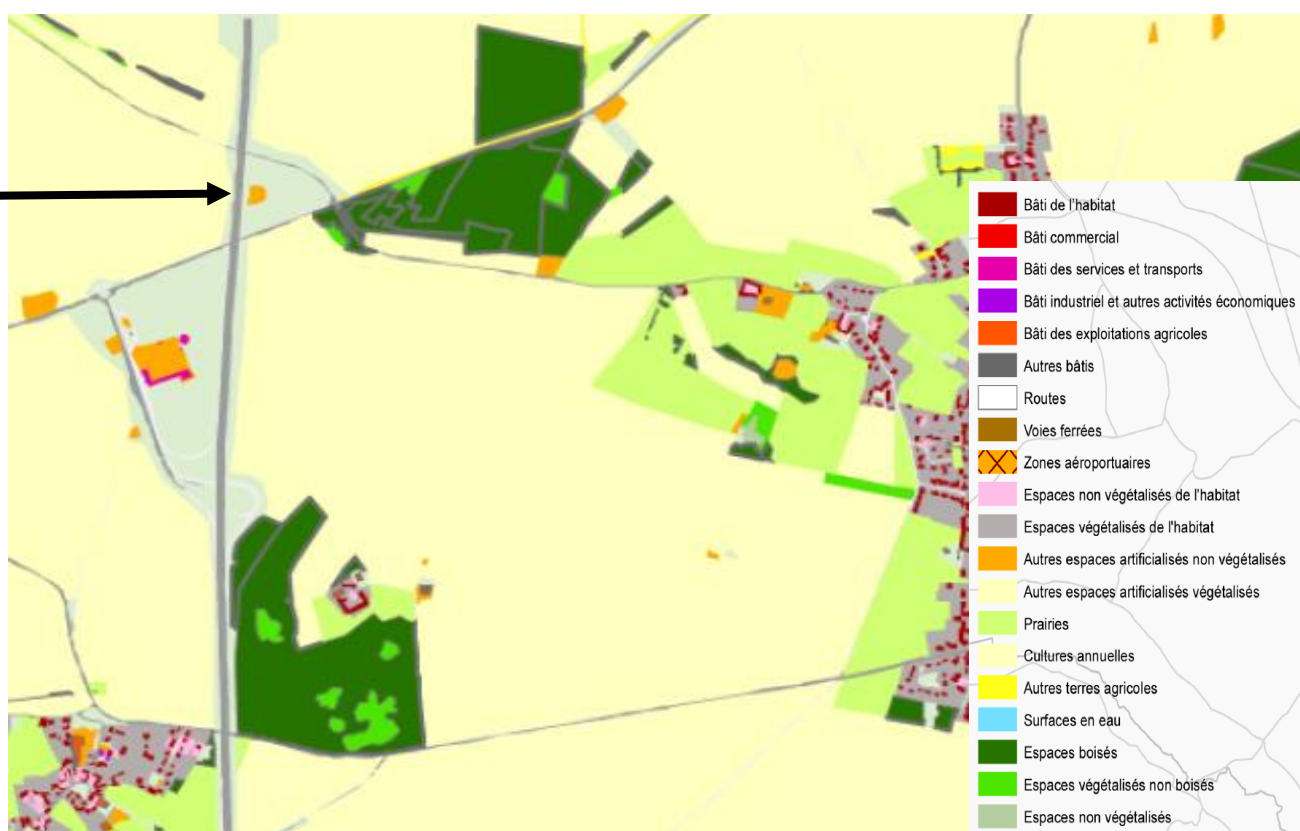 Bâti de l'habitat
Bâti commercial
Bâti des services et transports
Bâti industriel et autres activités économiques
Bâti des exploitations agricoles
Autres bâtis
Routes
Voies ferrées
Zones aéroportuaires
Espaces non végétalisés de l'habitat
Espaces végétalisés de l'habitat
Autres espaces artificialisés non végétalisés
Autres espaces artificialisés végétalisés
Prairies
Cultures annuelles
Autres terres agricoles
Surfaces en eau
Espaces boisés
Espaces végétalisés non boisés
Espaces non végétalisés